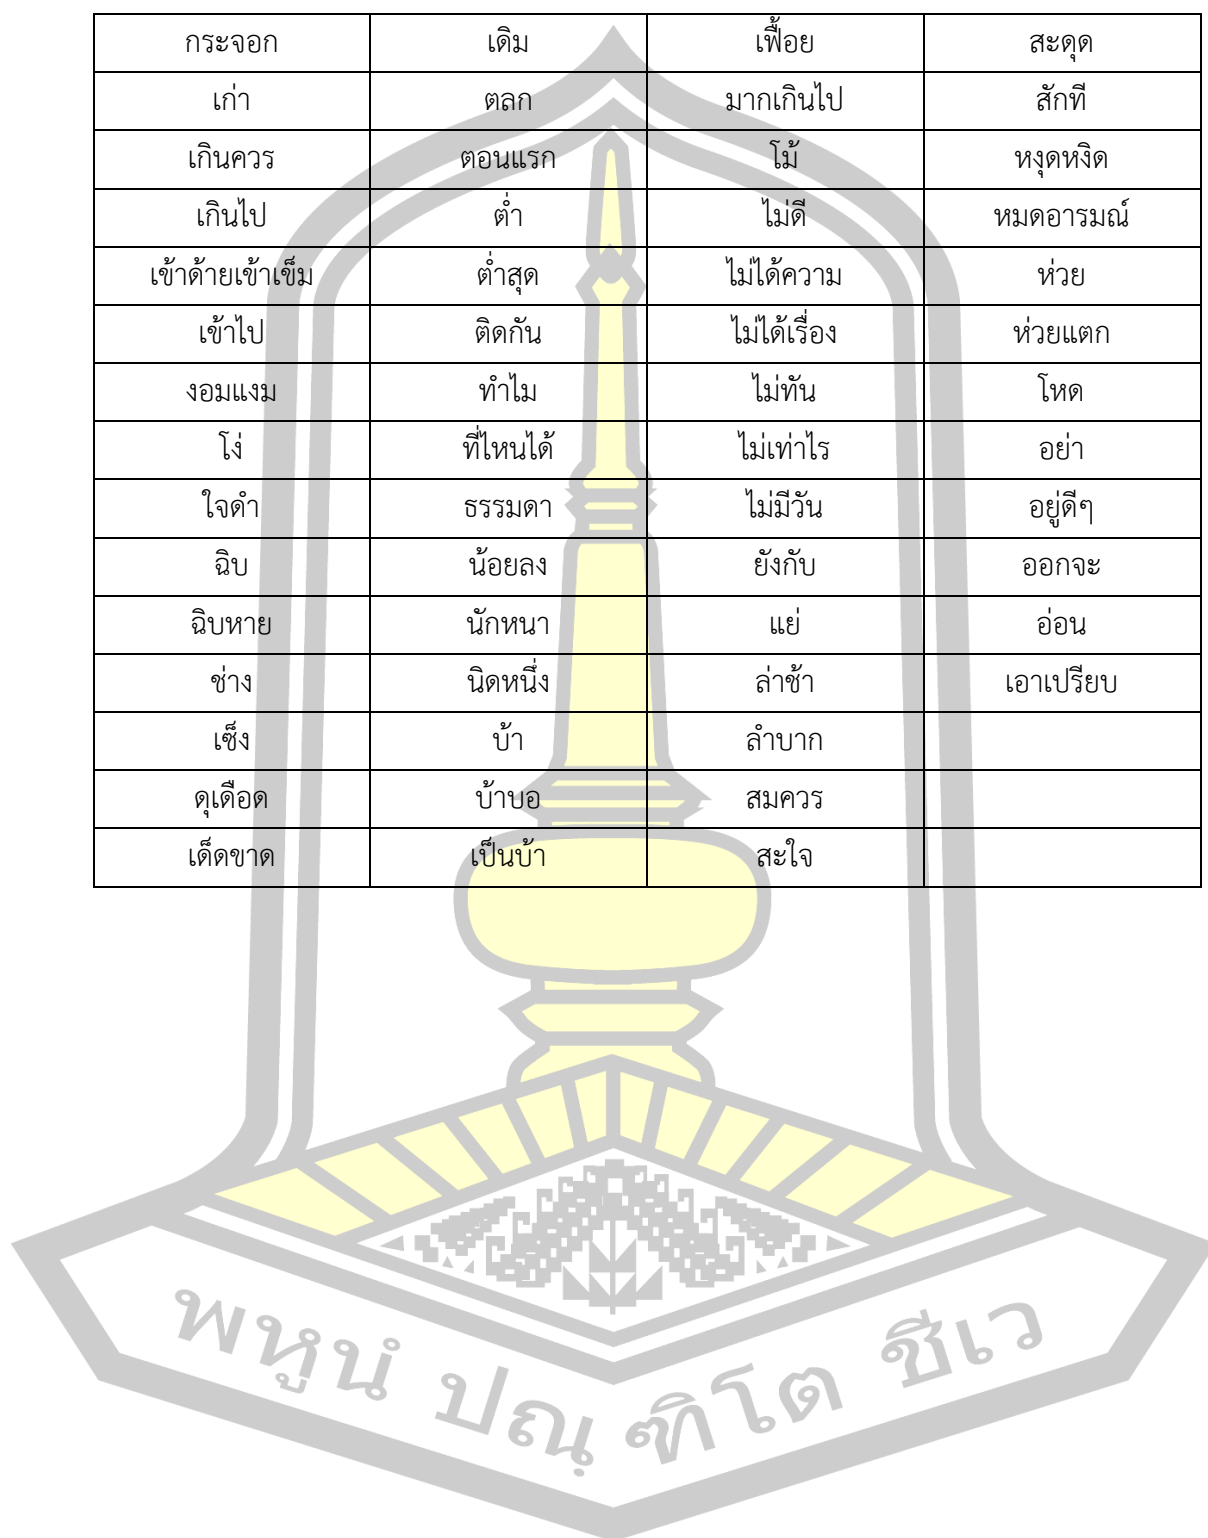 กระจอก เดิม เฟื้อย สะดุด
เก่า ตลก มากเกินไป สักที
เกินควร ตอนแรก โม้ หงุดหงิด
เกินไป ต่ำ ไม่ดี หมดอารมณ์
เข้าด้ายเข้าเข็ม ต่ำสุด ไม่ได้ความ ห่วย
เข้าไป ติดกัน ไม่ได้เรื่อง ห่วยแตก
งอมแงม ทำไม ไม่ทัน โหด
โง่ ที่ไหนได้ ไม่เท่าไร อย่า
ใจดำ ธรรมดา ไม่มีวัน อยู่ดีๆ
ฉิบ น้อยลง ยังกับ ออกจะ
ฉิบหาย นักหนา แย่ อ่อน
ช่าง นิดหนึ่ง ล่าช้า เอาเปรียบ
เซ็ง บ้า ลำบาก
ดุเดือด บ้าบอ สมควร
เด็ดขาด เป็นบ้า สะใจ
พหูนํ ปณฺ ฑิโต ชีเว